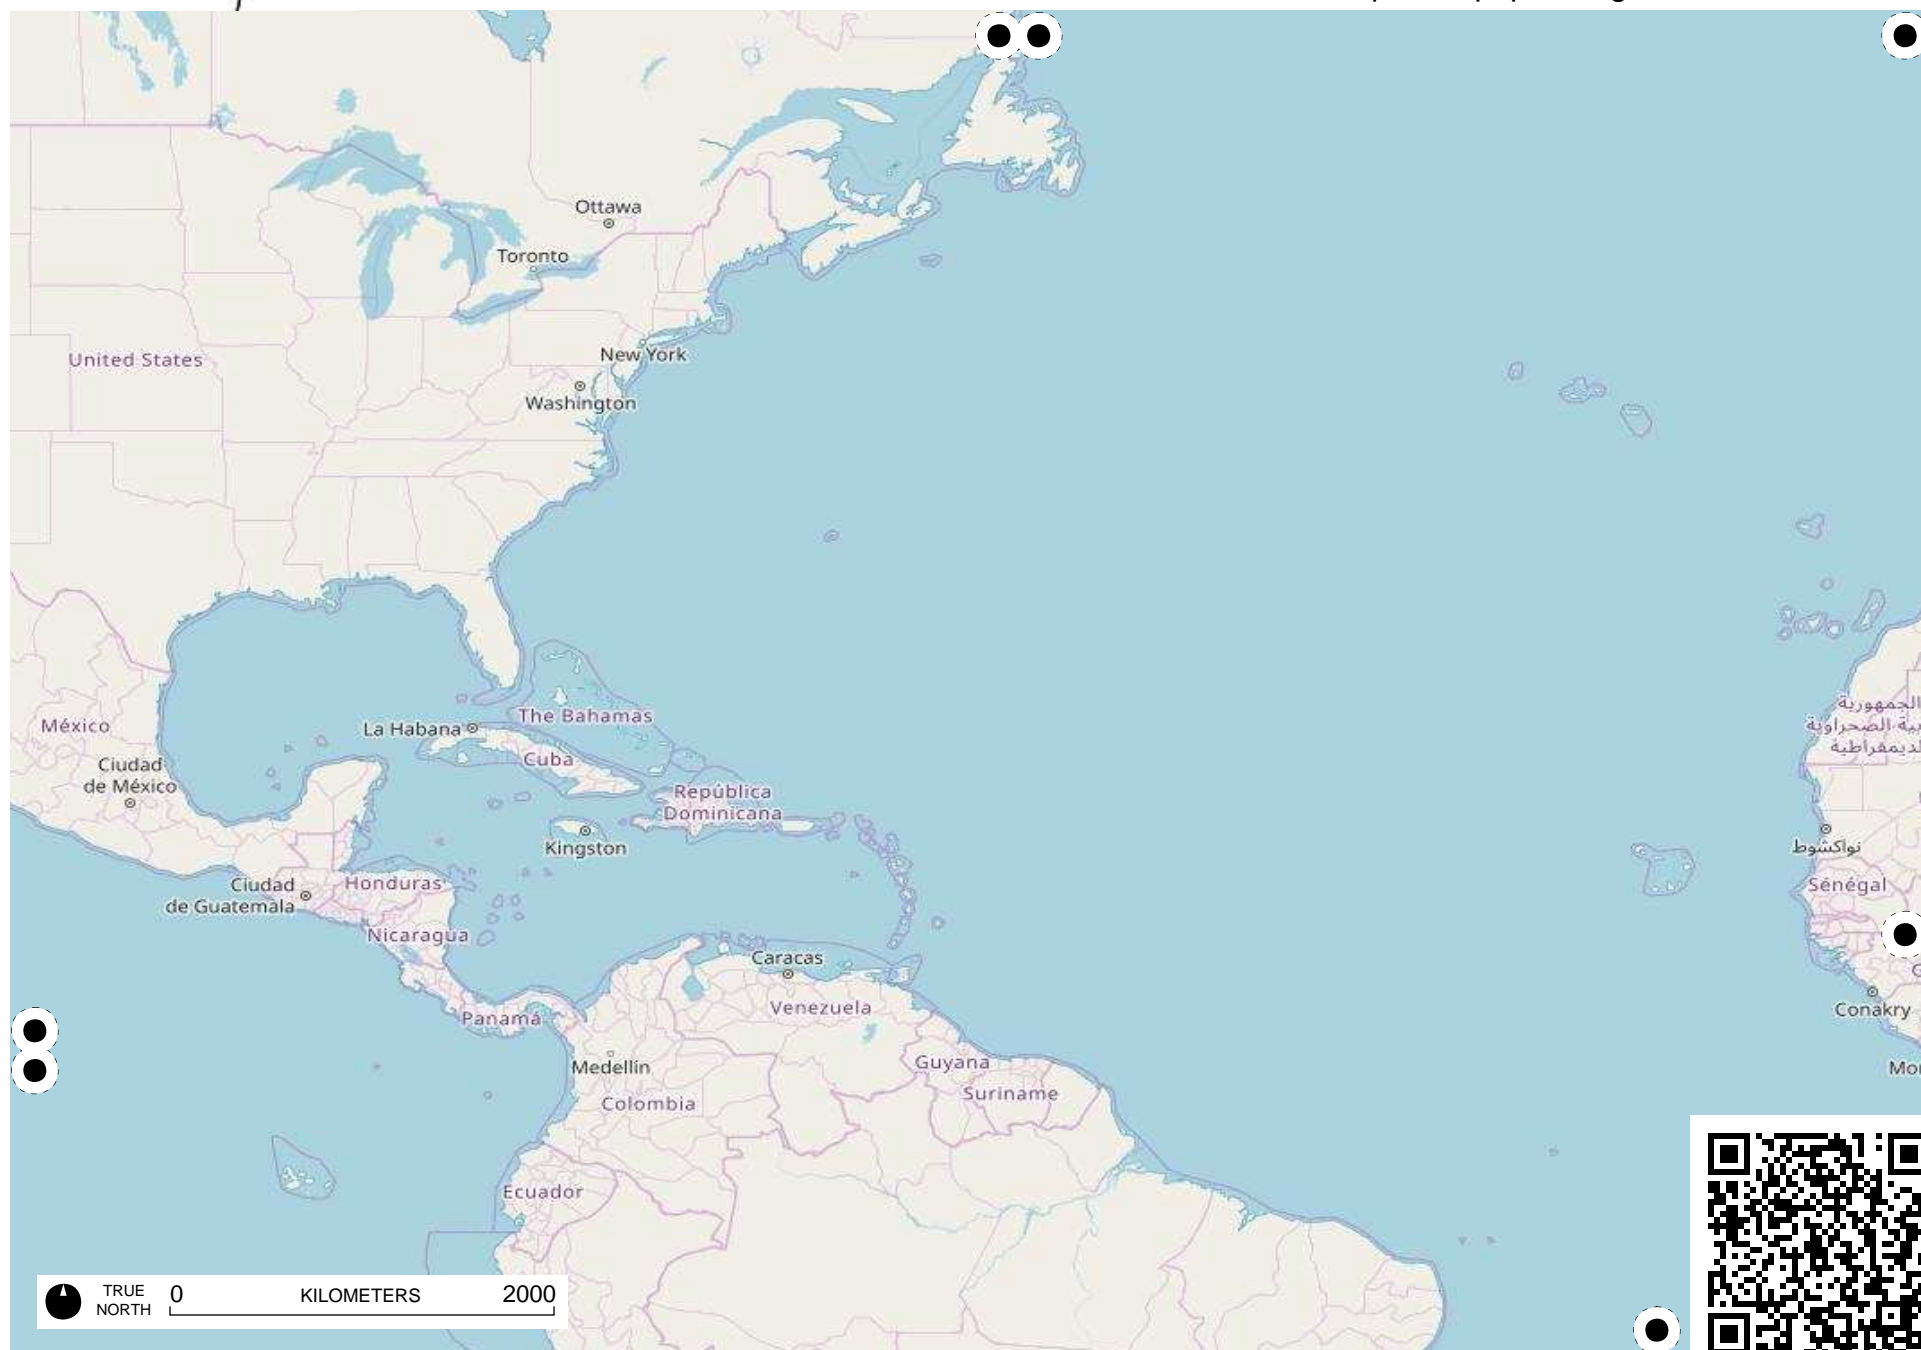 Ottawa
Toronto
New York
United States
Washington
الجمهورية
الصحراوية
La Habana
The Bahamas
México
Cuba
Ciudad
de México
República
Dominicana
Kingston
نواكشوط
Ciudad
de Guatemala
Honduras
Sénégal
Nicaragua
Caracas
Venezuela
Conakry
Panamá
Medellín
Guyana
Suriname
Colombia
Ecuador
TRUE
NORTH
0
KILOMETERS
2000